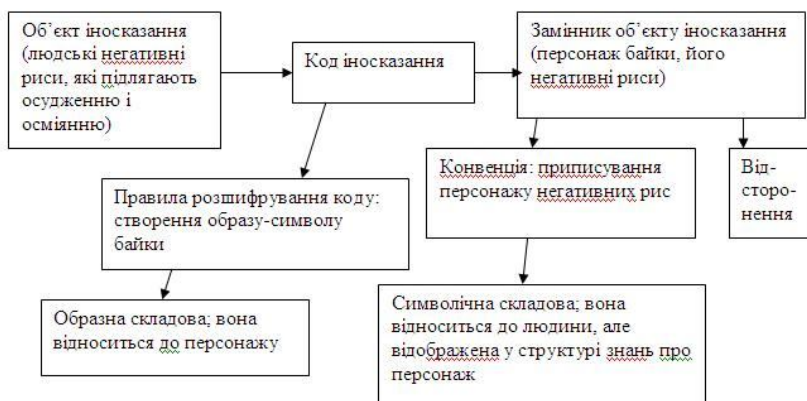 Об’єкт іносказання
(людські негативні
риси, які підлягають
осудженню і
осміянню)
Код іносказання
Замінник об’єкту іносказання
(персонаж байки, його
негативні риси)
Правила розшифрування коду:
створення образу-символу
байки
Конвенція: приписування
персонажу негативних рис
Від-
сторо-
нення
Образна складова; вона
відноситься до персонажу
Символічна складова; вона
відноситься до людини, але
відображена у структурі знань про
персонаж